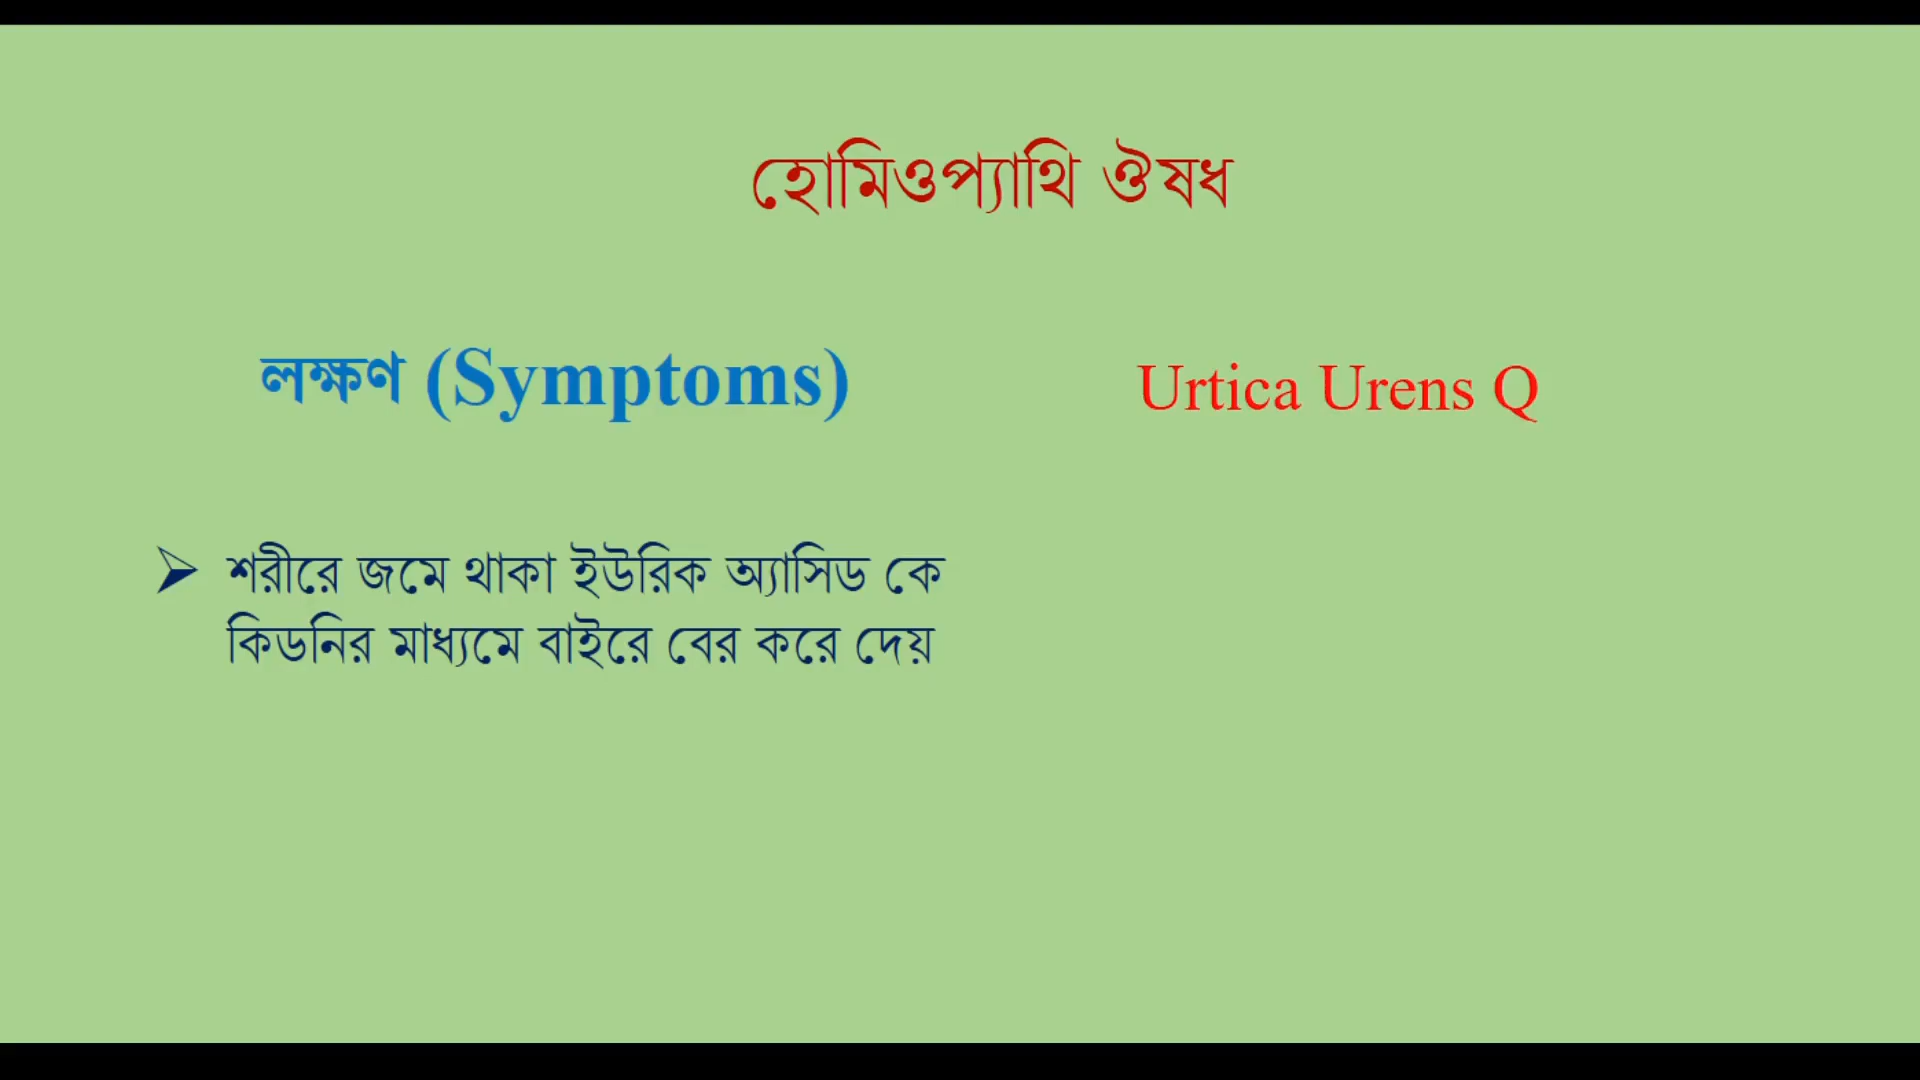 হোমিওপ্যাথি ঔষধ
লক্ষণ (Symptoms)
Urtica Urens Q
➤ শরীরে জমে থাকা ইউরিক অ্যাসিড কে
কিডনির মাধ্যমে বাইরে বের করে দেয়